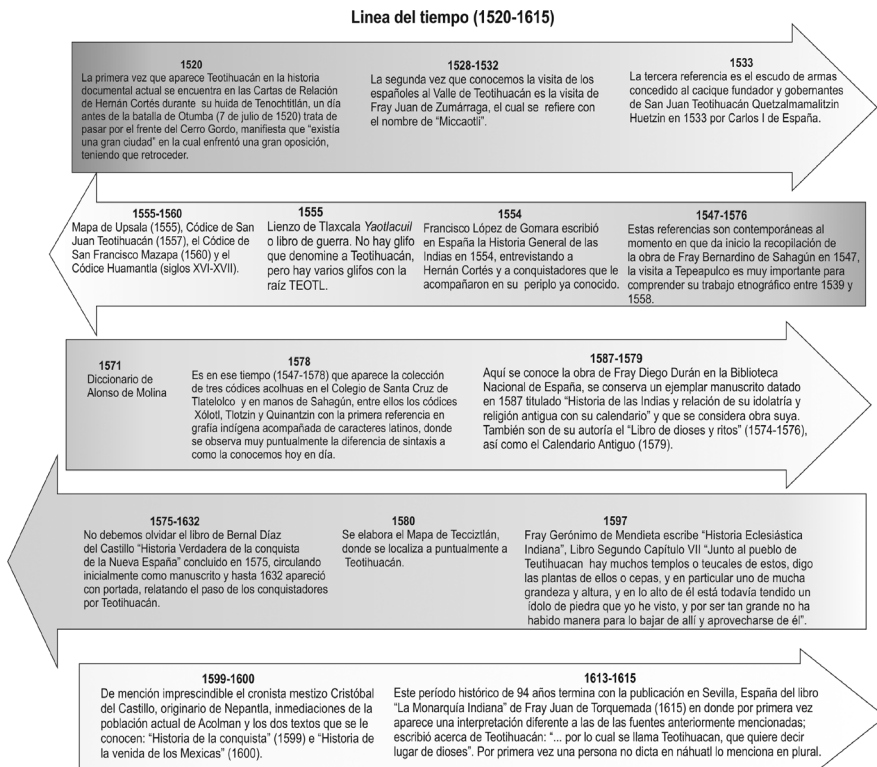 Linea del tiempo (1520-1615)
1520
La primera vez que aparece Teotihuacán en la historia
documental actual se encuentra en las Cartas de Relación
de Hernán Cortés durante su huida de Tenochtitlán, un día
antes de la batalla de Otumba (7 de julio de 1520) trata de
pasar por el frente del Cerro Gordo, manifiesta que “existía
una gran ciudad” en la cual enfrentó una gran oposición,
teniendo que retroceder.
1528-1532
La segunda vez que conocemos la visita de los
españoles al Valle de Teotihuacán es la visita de
Fray Juan de Zumárraga, el cual se refiere con
el nombre de “Miccaotli”.
1533
La tercera referencia es el escudo de armas
concedido al cacique fundador y gobernantes
de San Juan Teotihuacán Quetzalmamalitzin
Huetzin en 1533 por Carlos I de España.
1555-1560
Mapa de Upsala (1555), Códice de San
Juan Teotihuacán (1557), el Códice de
San Francisco Mazapa (1560) y el
Códice Huamantla (siglos XVI-XVII).
1555
Lienzo de Tlaxcala Yaotlacuil
o libro de guerra. No hay glifo
que denomine a Teotihuacán,
pero hay varios glifos con la
raíz TEOTL.
1554
Francisco López de Gomara escribió
en España la Historia General de las
Indias en 1554, entrevistando a
Hernán Cortés y a conquistadores que le
acompañaron en su periplo ya conocido.
1547-1576
Estas referencias son contemporáneas al
momento en que da inicio la recopilación de
la obra de Fray Bernardino de Sahagún en 1547,
la visita a Tepeapulco es muy importante para
comprender su trabajo etnográfico entre 1539 y
1558.
1571
Diccionario de
Alonso de Molina
1578
Es en ese tiempo (1547-1578) que aparece la colección
de tres códices acolhuas en el Colegio de Santa Cruz de
Tlatelolco y en manos de Sahagún, entre ellos los códices
Xólotl, Tlotzin y Quinantzin con la primera referencia en
grafía indígena acompañada de caracteres latinos, donde
se observa muy puntualmente la diferencia de sintaxis a
como la conocemos hoy en día.
1587-1579
Aquí se conoce la obra de Fray Diego Durán en la Biblioteca
Nacional de España, se conserva un ejemplar manuscrito datado
en 1587 titulado “Historia de las Indias y relación de su idolatría y
religión antigua con su calendario” y que se considera obra suya.
También son de su autoría el “Libro de dioses y ritos” (1574-1576),
así como el Calendario Antiguo (1579).
1575-1632
No debemos olvidar el libro de Bernal Díaz
del Castillo “Historia Verdadera de la conquista
de la Nueva España” concluido en 1575, circulando
inicialmente como manuscrito y hasta 1632 apareció
con portada, relatando el paso de los conquistadores
por Teotihuacán.
1580
Se elabora el Mapa de Tecciztlán,
donde se localiza a puntualmente a
Teotihuacán.
1597
Fray Gerónimo de Mendieta escribe “Historia Eclesiástica
Indiana”, Libro Segundo Capítulo VII “Junto al pueblo de
Teutihuacan hay muchos templos o teucales de estos, digo
las plantas de ellos o cepas, y en particular uno de mucha
grandeza y altura, y en lo alto de él está todavía tendido un
ídolo de piedra que yo he visto, y por ser tan grande no ha
habido manera para lo bajar de allí y aprovecharse de él”.
1599-1600
De mención imprescindible el cronista mestizo Cristóbal
del Castillo, originario de Nepantla, inmediaciones de la
población actual de Acolman y los dos textos que se le
conocen: “Historia de la conquista” (1599) e “Historia de
la venida de los Mexicas” (1600).
1613-1615
Este período histórico de 94 años termina con la publicación en Sevilla, España del libro
“La Monarquía Indiana” de Fray Juan de Torquemada (1615) en donde por primera vez
aparece una interpretación diferente a las de las fuentes anteriormente mencionadas;
escribió acerca de Teotihuacán: “... por lo cual se llama Teotihuacan, que quiere decir
lugar de dioses”. Por primera vez una persona no dicta en náhuatl lo menciona en plural.